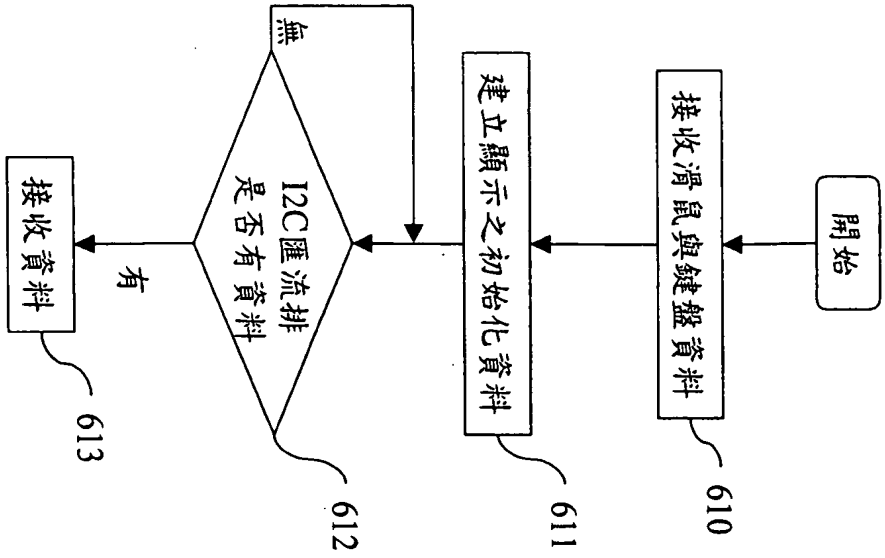 開始
接收滑鼠與鍵盤資料
610
建立顯示之初始化資料
611
無
I2C匯流排
是否有資料
612
有
接收資料
613